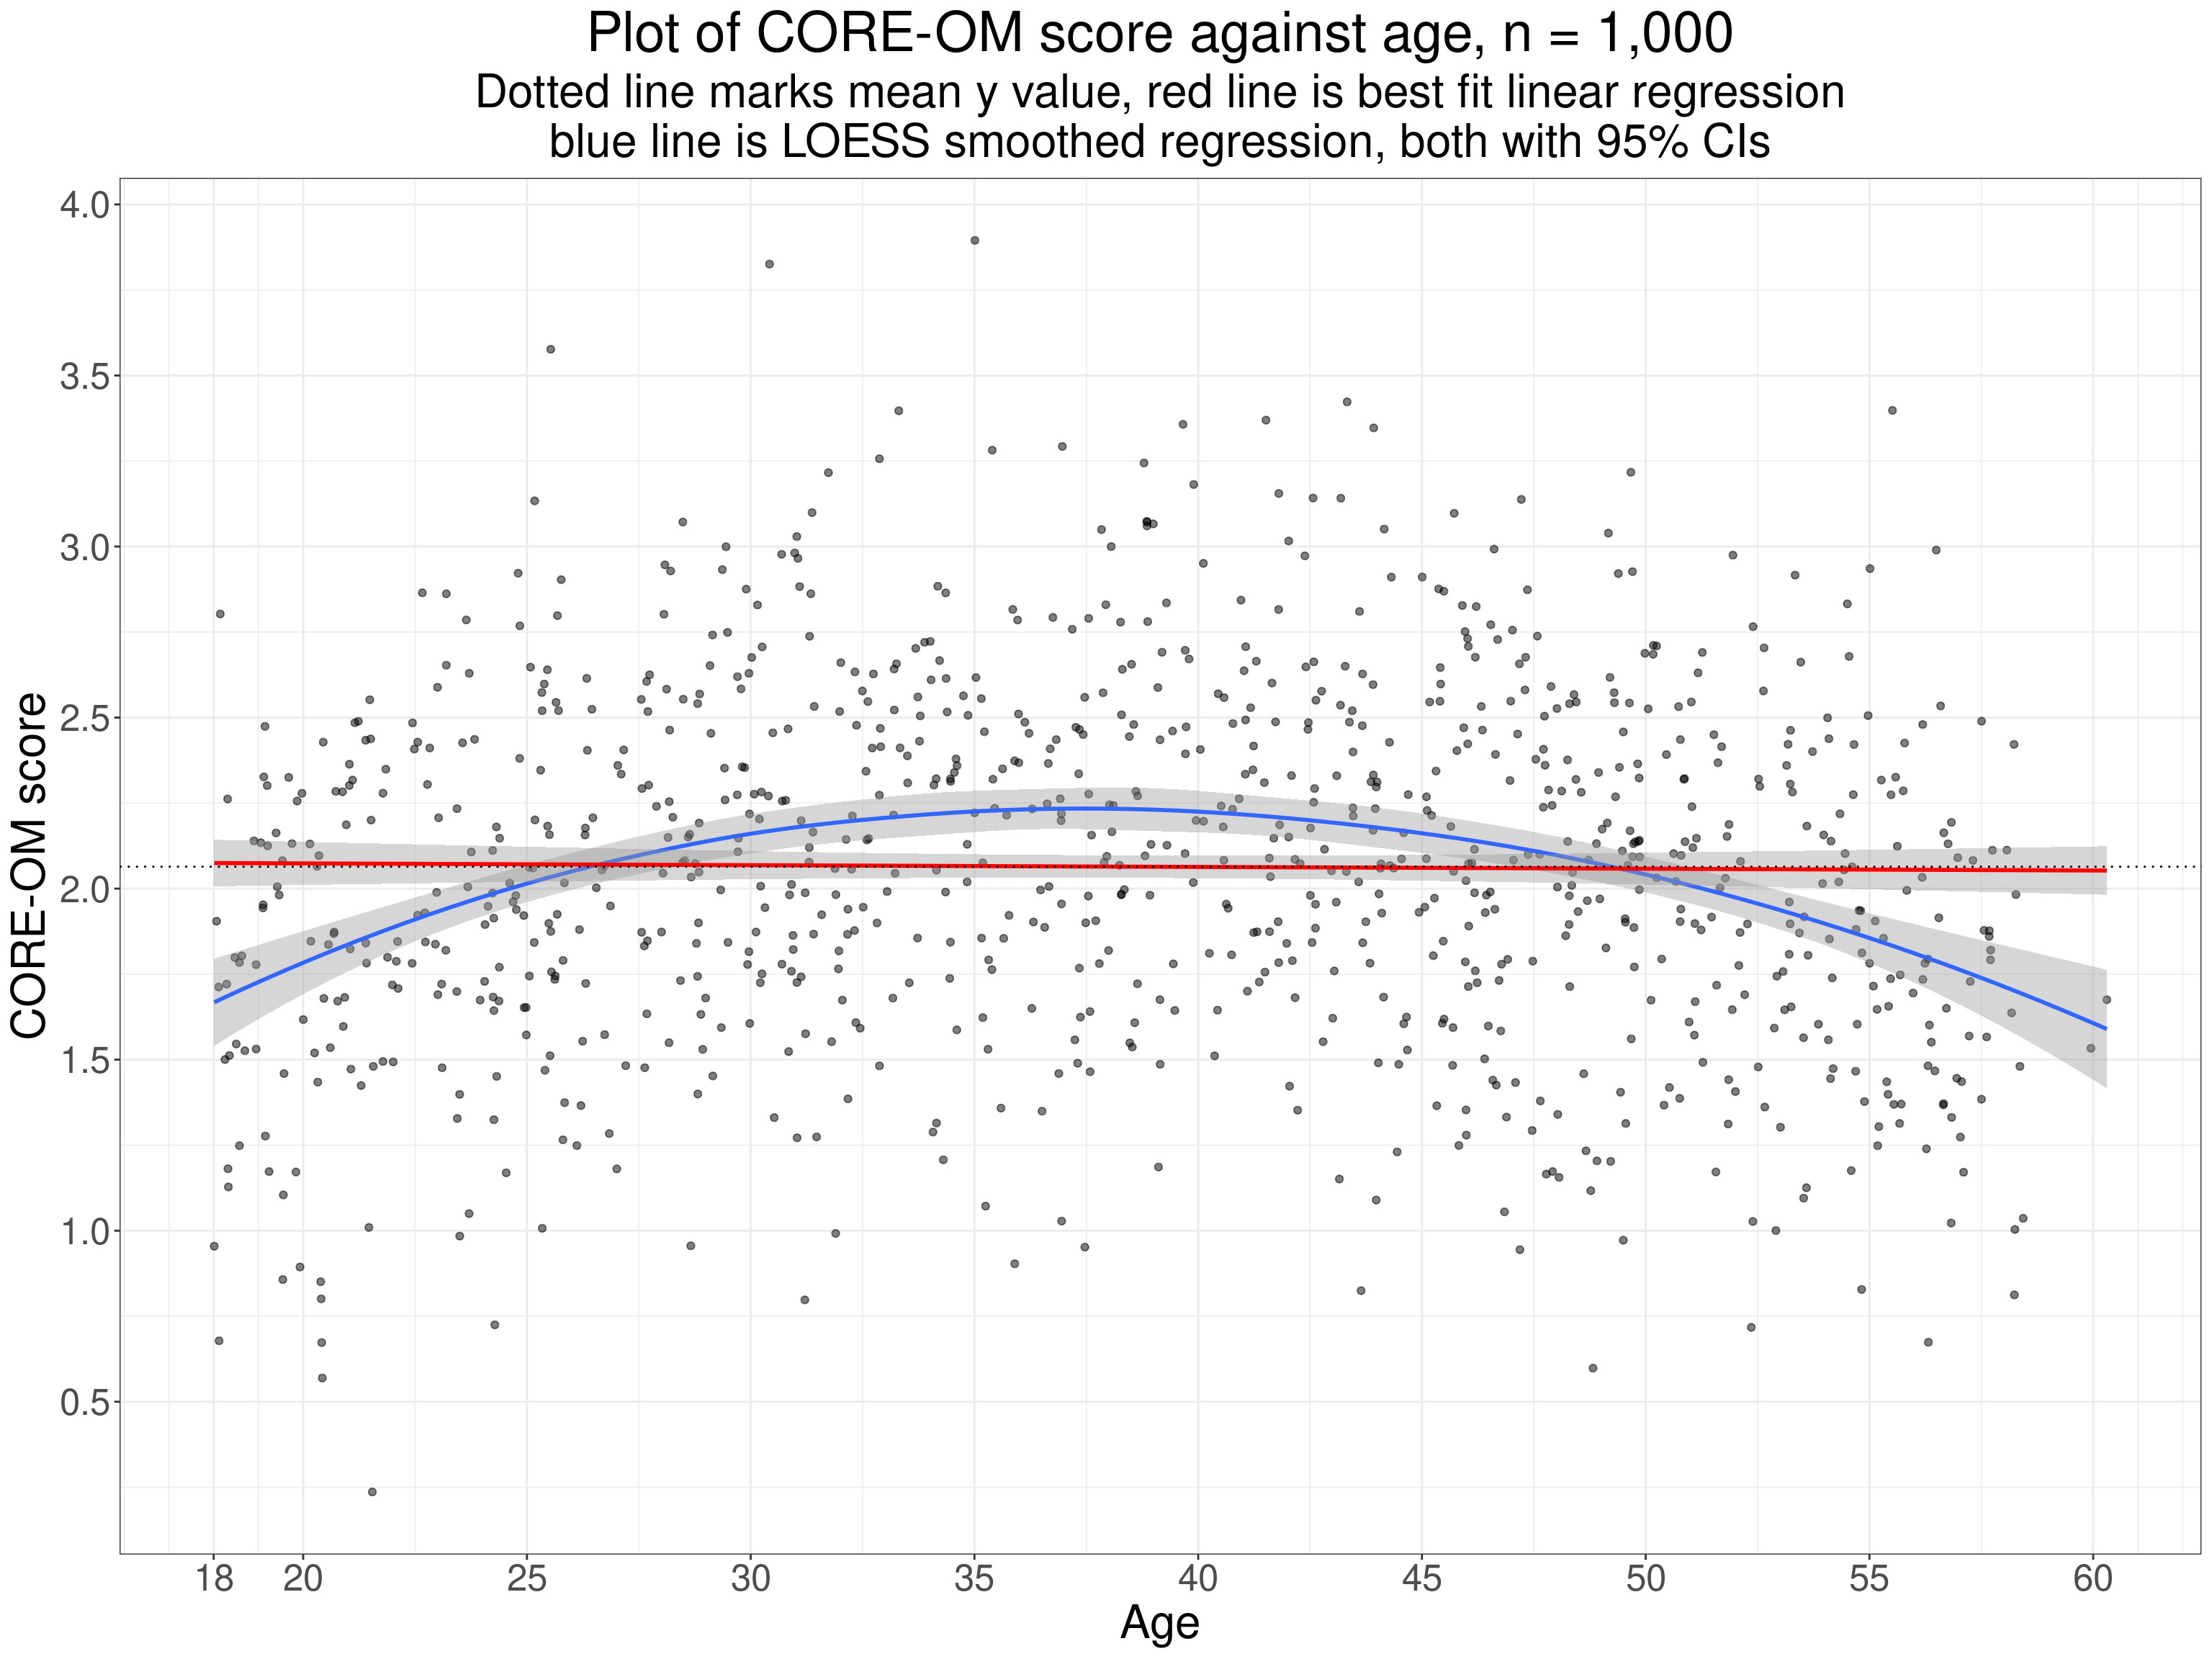 Plot of CORE-OM score against age, n = 1,000
Dotted line marks mean y value, red line is best fit linear regression
blue line is LOESS smoothed regression, both with 95% CIs
CORE-OM score
4.0
3.5
3.0
2.5
2.0
1.5
1.0
0.5
18 20 25 30 35 40 45 50 55 60
Age